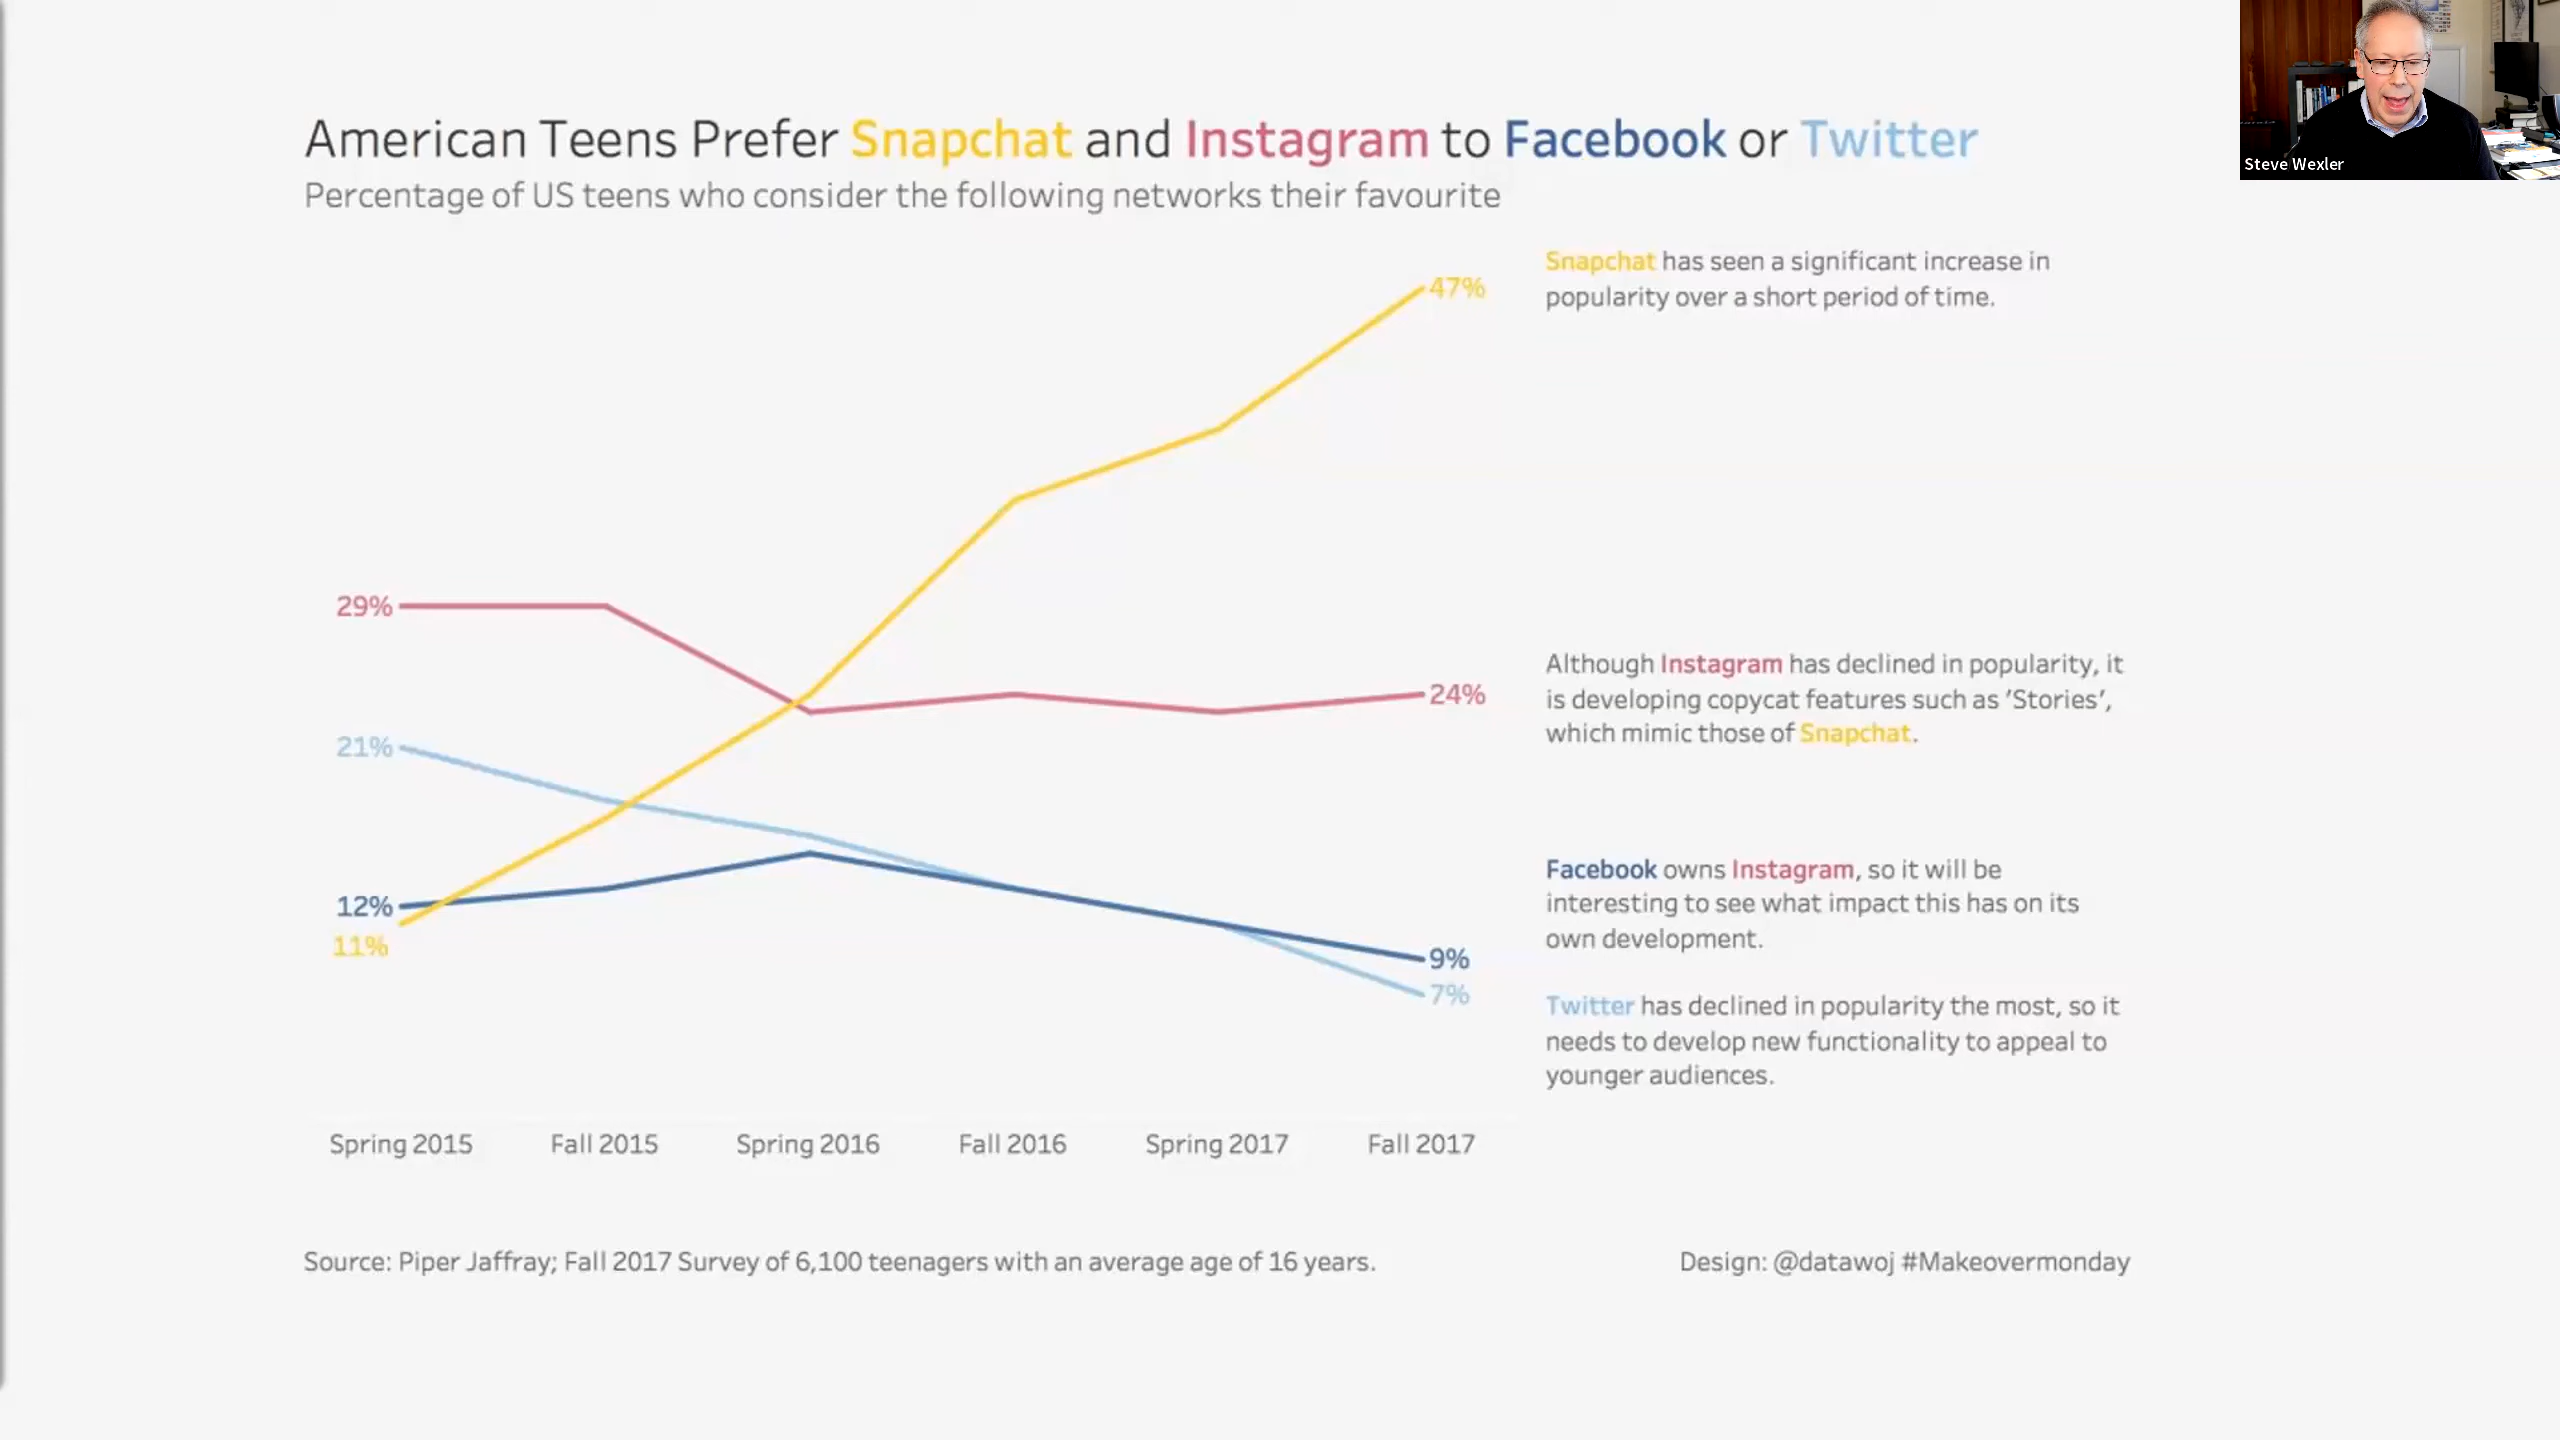 Steve Wexler
American Teens Prefer Snapchat and Instagram to Facebook or Twitter
Percentage of US teens who consider the following networks their favourite
Snapchat has seen a significant increase in
popularity over a short period of time.
47%
29%
Although Instagram has declined in popularity, it
is developing copycat features such as 'Stories',
which mimic those of Snapchat.
24%
21%
12%
11%
Facebook owns Instagram, so it will be
interesting to see what impact this has on its
own development.
9%
7%
Twitter has declined in popularity the most, so it
needs to develop new functionality to appeal to
younger audiences.
Spring 2015 Fall 2015 Spring 2016 Fall 2016 Spring 2017 Fall 2017
Source: Piper Jaffray; Fall 2017 Survey of 6,100 teenagers with an average age of 16 years.
Design: @datawoj #Makeovermonday